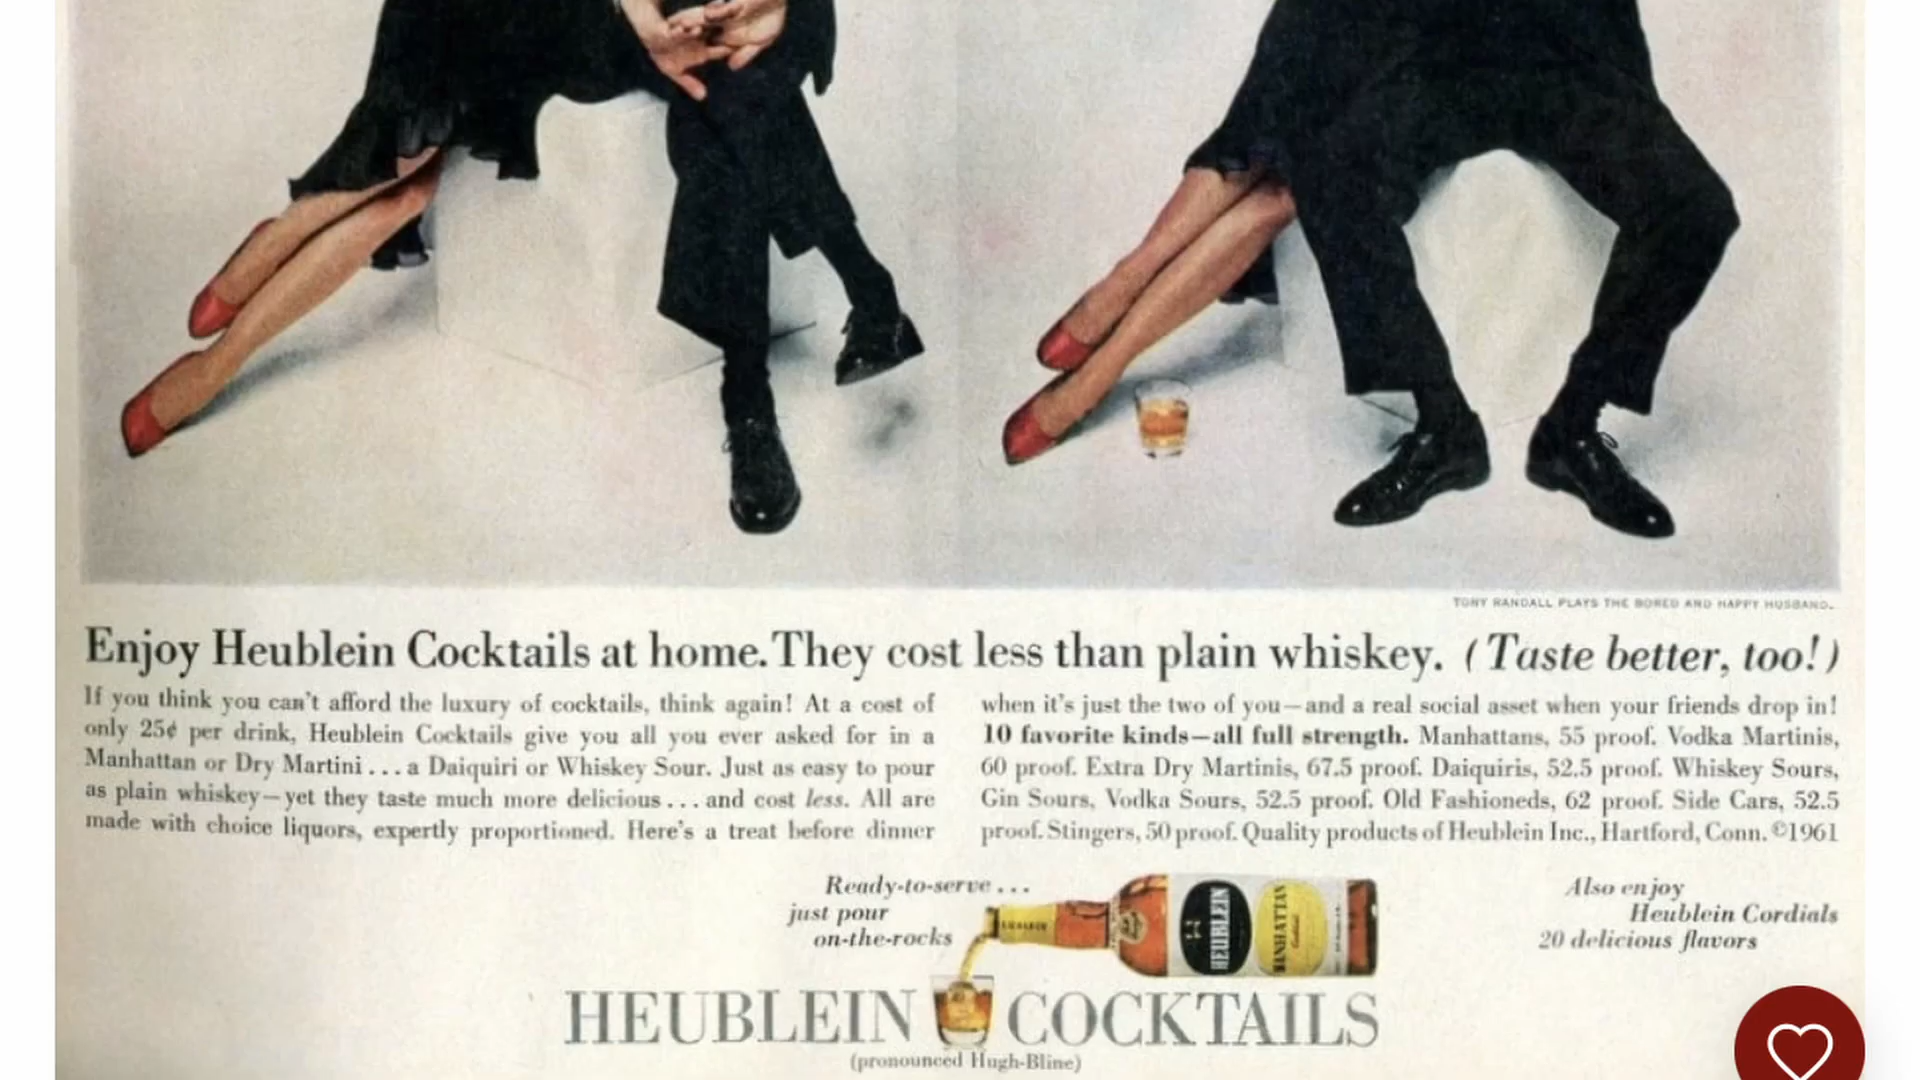 TONY RANDALL PLAYS THE BORED AND HAPPY HUSBAND.
Enjoy Heublein Cocktails at home. They cost less than plain whiskey. (Taste better, too!)
If you think you can't afford the luxury of cocktails, think again! At a cost of
only 25¢ per drink, Heublein Cocktails give you all you ever asked for in a
Manhattan or Dry Martini...a Daiquiri or Whiskey Sour. Just as easy to pour
as plain whiskey—yet they taste much more delicious...and cost less. All are
made with choice liquors, expertly proportioned. Here's a treat before dinner
when it's just the two of you—and a real social asset when your friends drop in!
10 favorite kinds—all full strength. Manhattans, 55 proof. Vodka Martinis,
60 proof. Extra Dry Martinis, 67.5 proof. Daiquiris, 52.5 proof. Whiskey Sours,
Gin Sours, Vodka Sours, 52.5 proof. Old Fashioneds, 62 proof. Side Cars, 52.5
proof. Stingers, 50 proof. Quality products of Heublein Inc., Hartford, Conn. ©1961
Ready-to-serve...
just pour
on-the-rocks
HEUBLEIN
HEUBLEIN
MANHATTAN
Also enjoy
Heublein Cordials
20 delicious flavors
HEUBLEIN COCKTAILS
(pronounced Hugh-Bline)